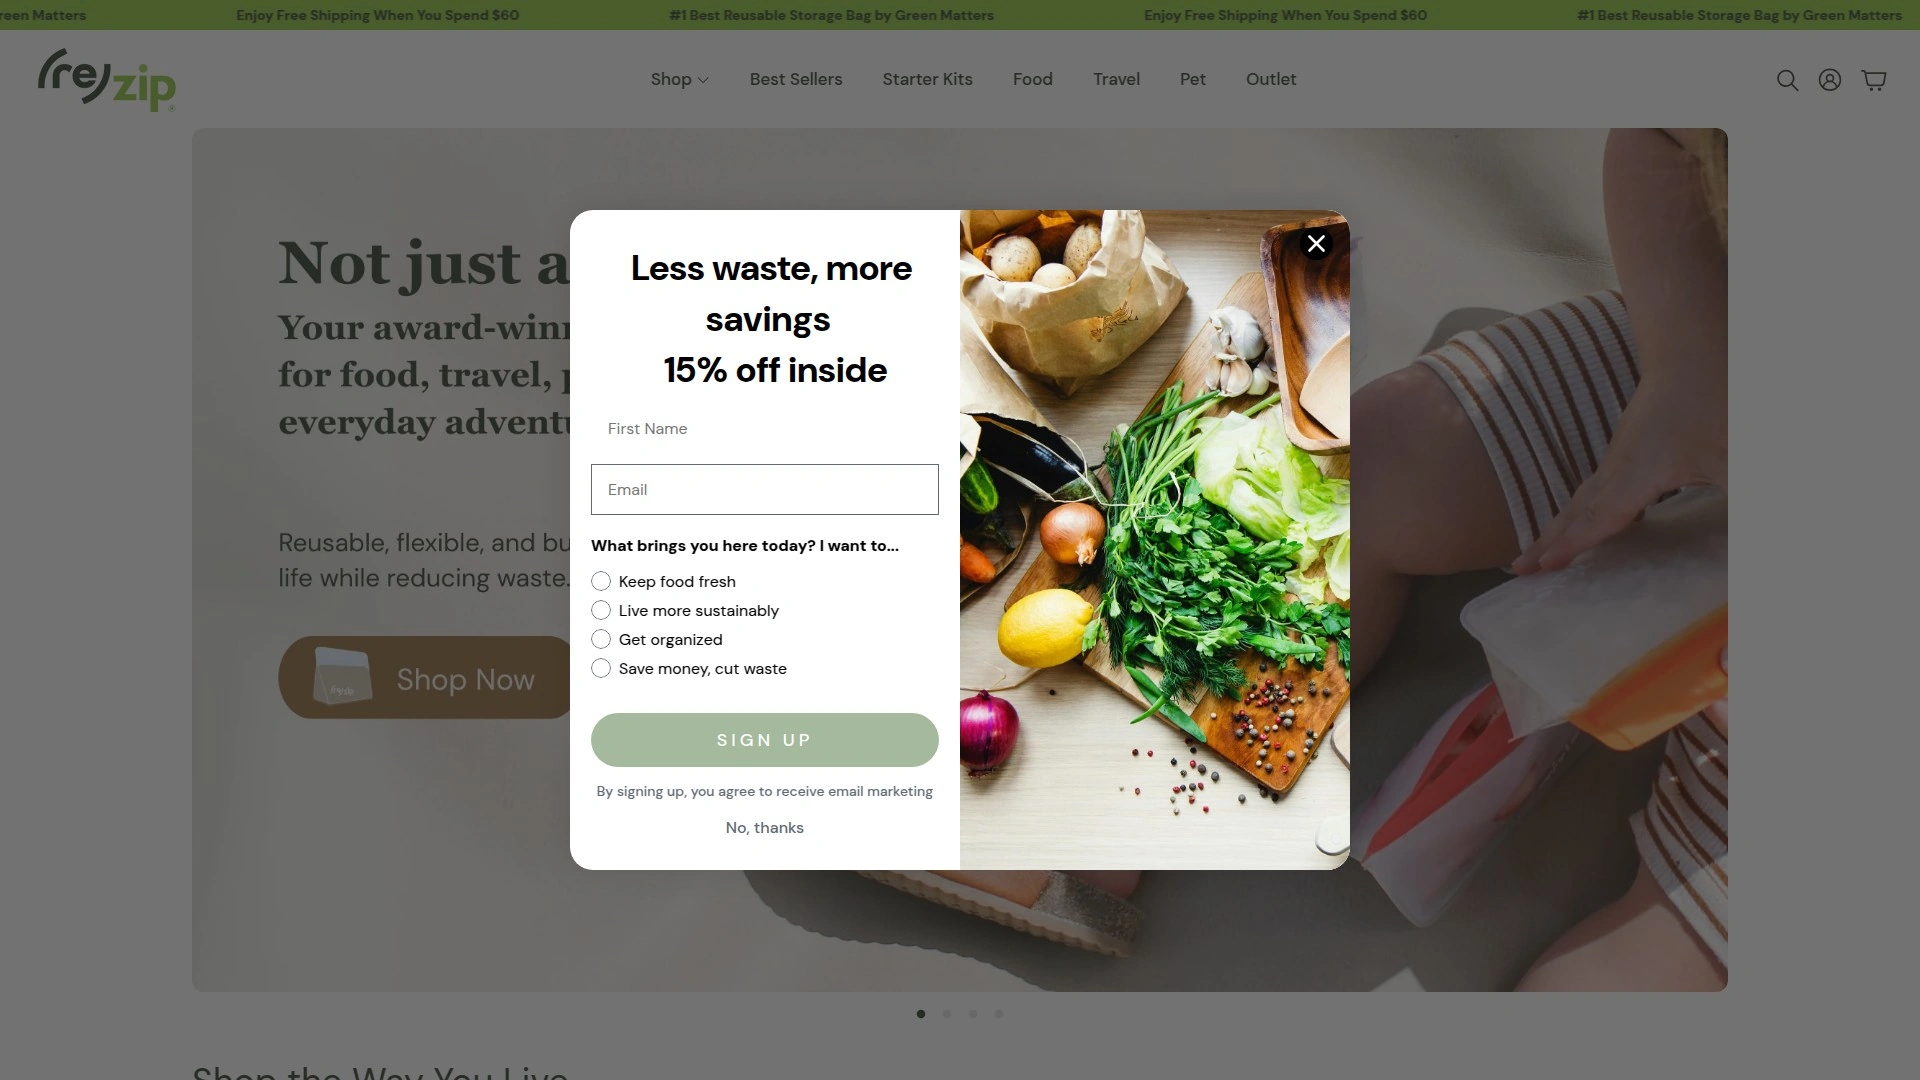 reen Matters
Enjoy Free Shipping When You Spend $60
#1 Best Reusable Storage Bag by Green Matters
Enjoy Free Shipping When You Spend $60
#1 Best Reusable Storage Bag by Green Matters
(re)zip®
Shop
Best Sellers
Starter Kits
Food
Travel
Pet
Outlet
Not just a
Your award-winn
for food, travel, p
everyday adventu
Reusable, flexible, and bu
life while reducing waste.
Shop Now
Less waste, more
savings
15% off inside
First Name
Email
What brings you here today? I want to...
Keep food fresh
Live more sustainably
Get organized
Save money, cut waste
SIGN UP
By signing up, you agree to receive email marketing
No, thanks
Shop the Way You Live